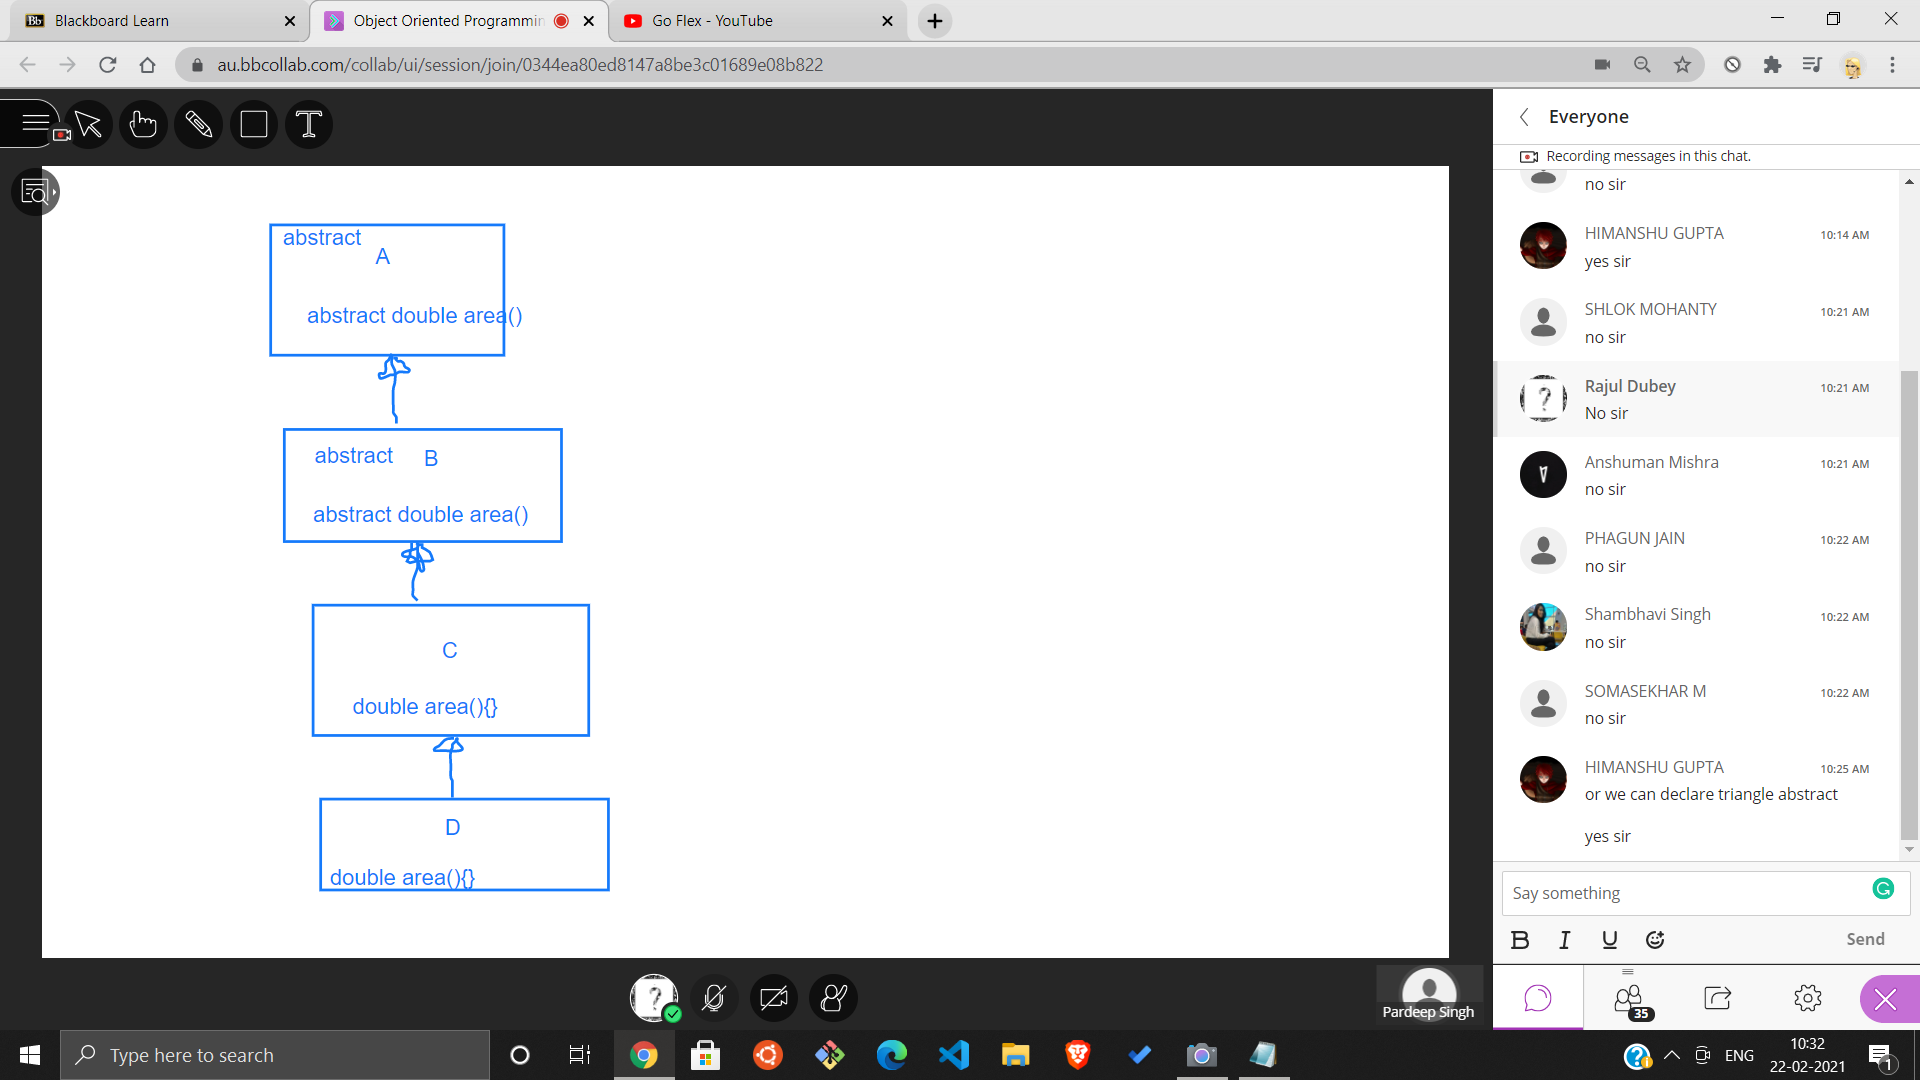 Blackboard Learn
Object Oriented Programmin
Go Flex - YouTube
au.bbcollab.com/collab/ui/session/join/0344ea80ed8147a8be3c01689e08b822
T
abstract
A
abstract double area()
abstract B
abstract double area()
C
double area(){}
D
double area(){}
Pardeep Singh
Everyone
Recording messages in this chat.
no sir
HIMANSHU GUPTA 10:14 AM
yes sir
SHLOK MOHANTY 10:21 AM
no sir
Rajul Dubey 10:21 AM
No sir
Anshuman Mishra 10:21 AM
no sir
PHAGUN JAIN 10:22 AM
no sir
Shambhavi Singh 10:22 AM
no sir
SOMASEKHAR M 10:22 AM
no sir
HIMANSHU GUPTA 10:25 AM
or we can declare triangle abstract
yes sir
Say something
B I U Send
35
Type here to search
ENG
10:32
22-02-2021
1